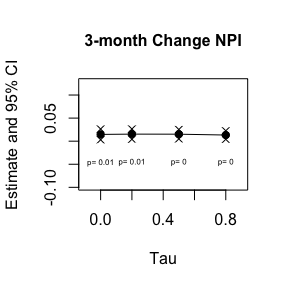 3-month Change NPI
Estimate and 95% CI
0.05
-0.10
p= 0.01 p= 0.01 p= 0 p= 0
0.0 0.4 0.8
Tau